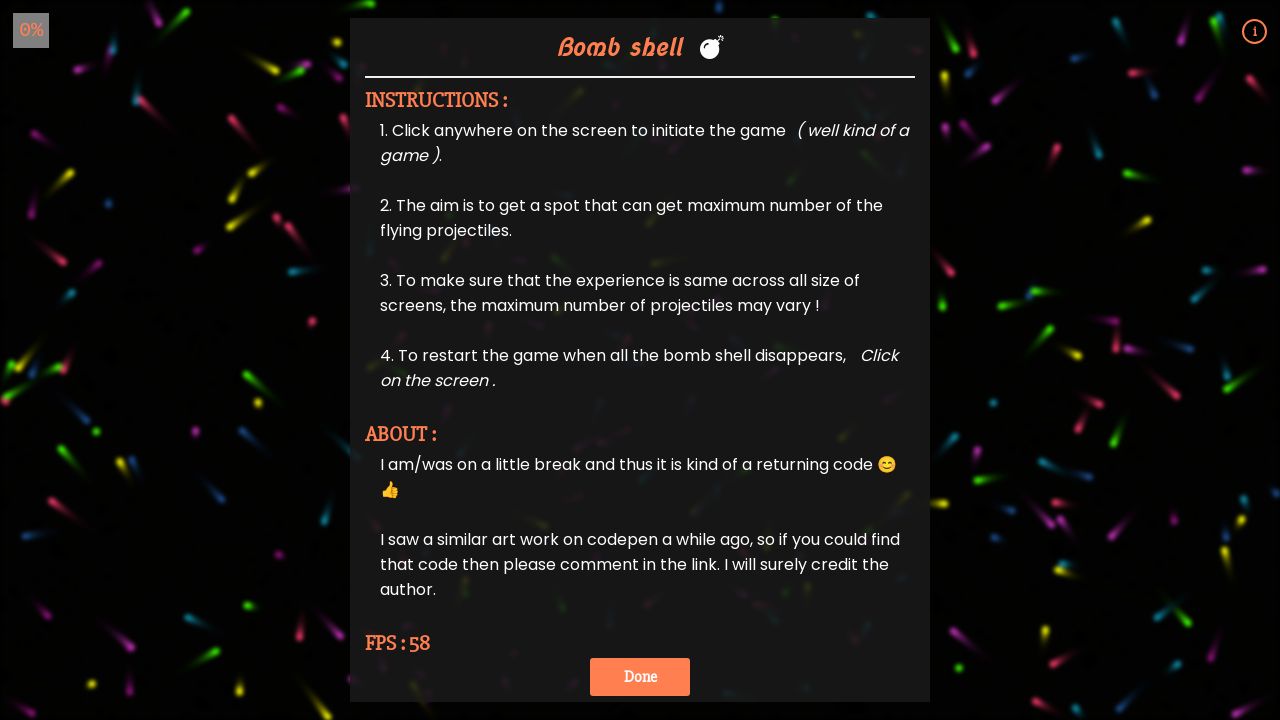 0%
i
Bomb shell 💣
INSTRUCTIONS :
1. Click anywhere on the screen to initiate the game ( well kind of a
game ).
2. The aim is to get a spot that can get maximum number of the
flying projectiles.
3. To make sure that the experience is same across all size of
screens, the maximum number of projectiles may vary !
4. To restart the game when all the bomb shell disappears, Click
on the screen .
ABOUT :
I am/was on a little break and thus it is kind of a returning code 😊
👍
I saw a similar art work on codepen a while ago, so if you could find
that code then please comment in the link. I will surely credit the
author.
FPS : 58
Done